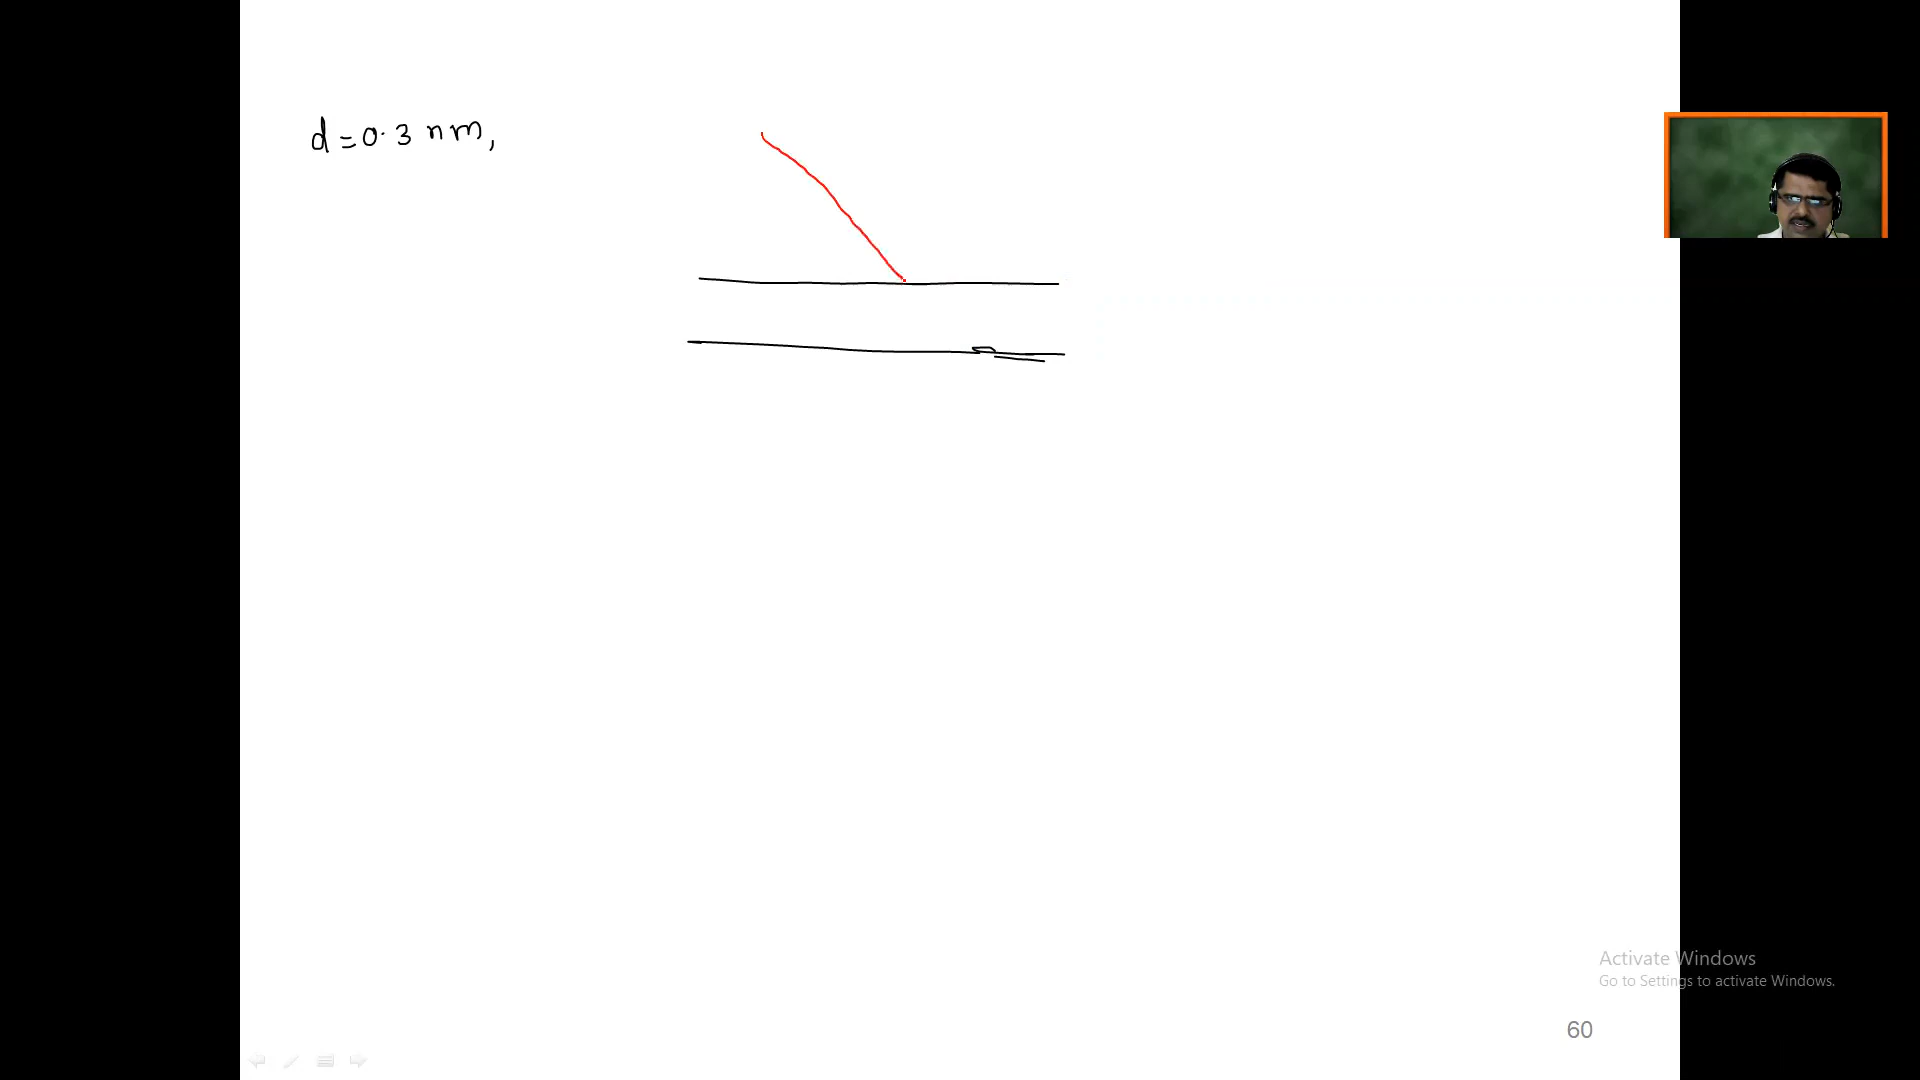 d=0.3 nm,
Activate Windows
Go to Settings to activate Windows.
60